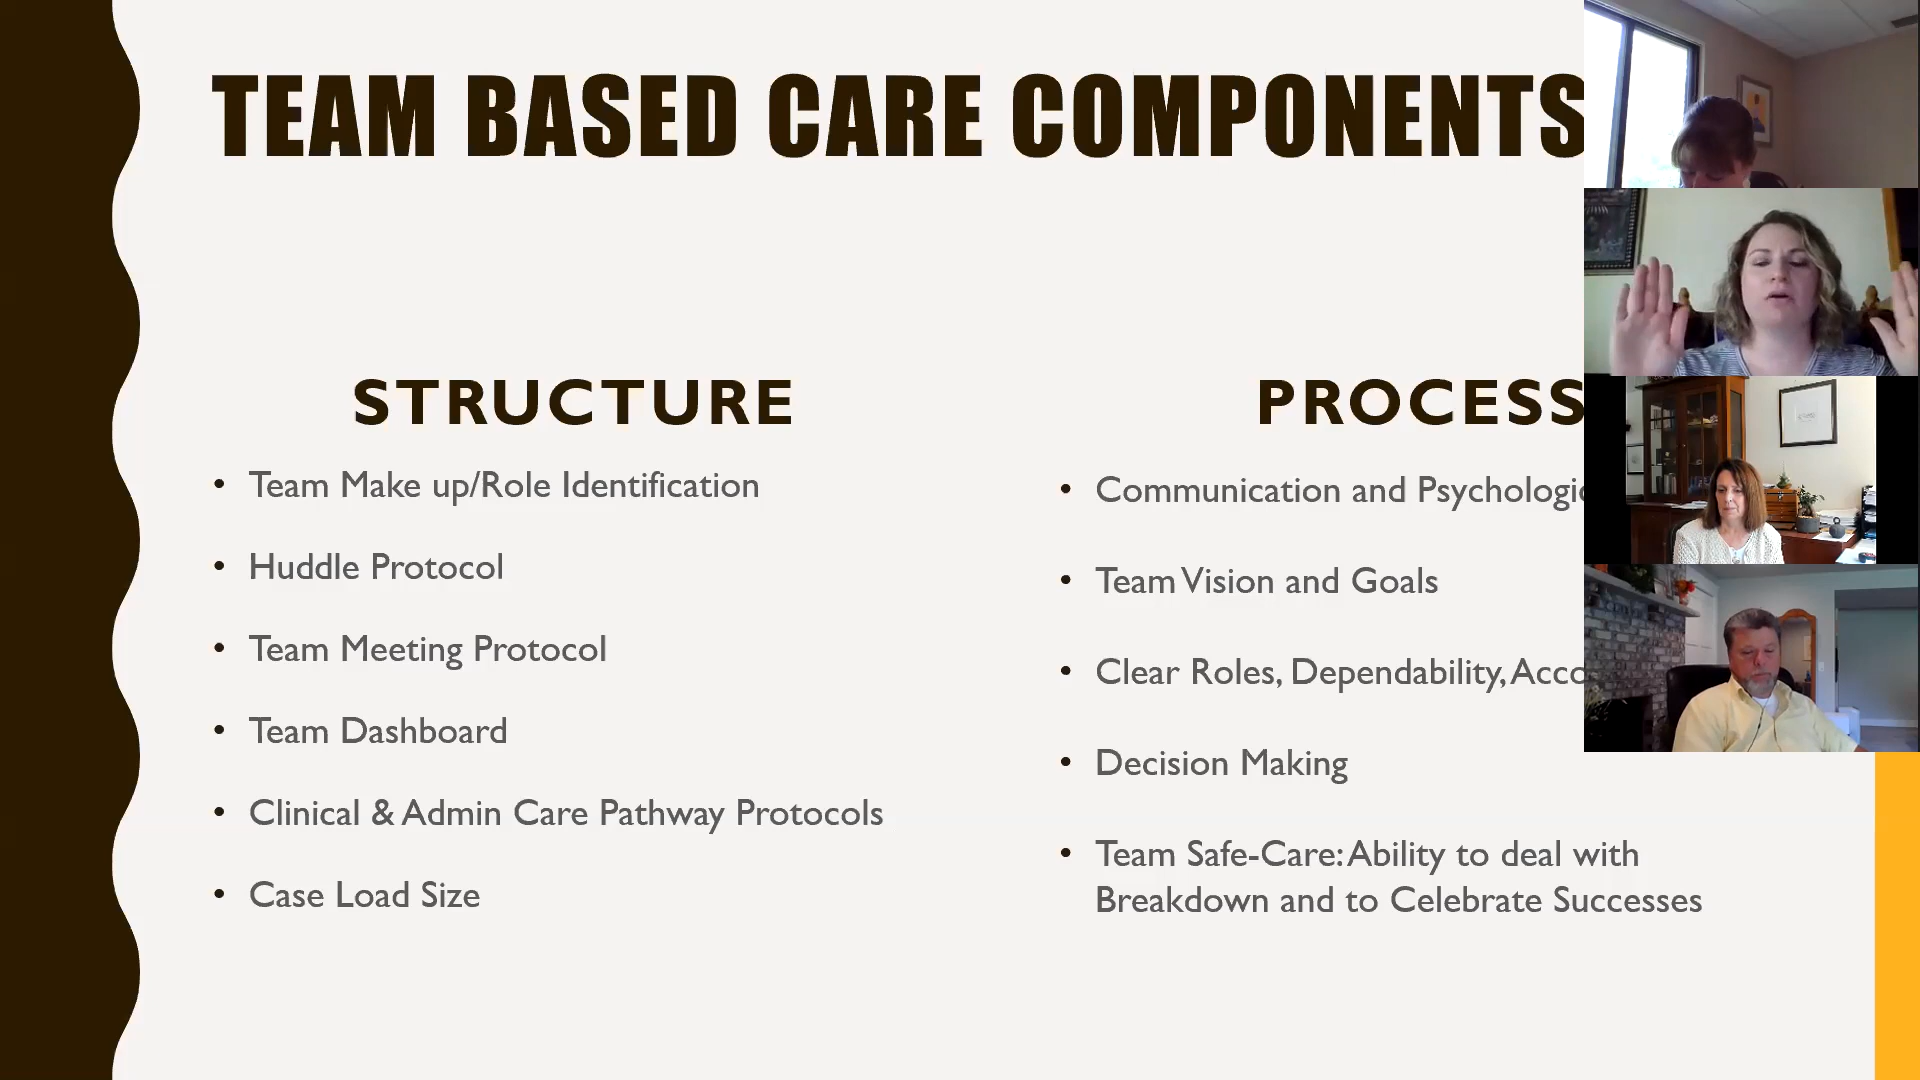 TEAM BASED CARE COMPONENTS
STRUCTURE
• Team Make up/Role Identification
• Huddle Protocol
• Team Meeting Protocol
• Team Dashboard
• Clinical & Admin Care Pathway Protocols
• Case Load Size
PROCESS
• Communication and
• Team Vision and Goals
• Clear Roles, Dependability,
• Decision Making
• Team Safe-Care: Ability to deal with
Breakdown and to Celebrate Successes